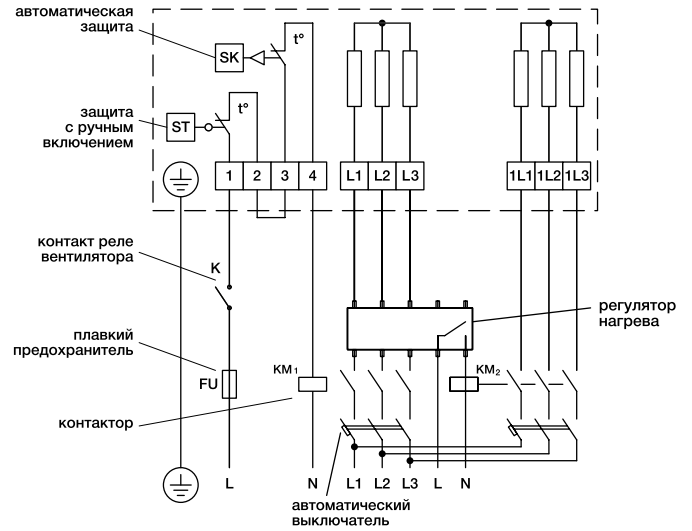 автоматическая
защита
SK
t°
защита
с ручным
включением
ST
t°
1 2 3 4 L1 L2 L3 1L1 1L2 1L3
контакт реле
вентилятора
K
регулятор
нагрева
плавкий
предохранитель
FU
KM1
KM2
контактор
L N L1 L2 L3 L N
автоматический
выключатель